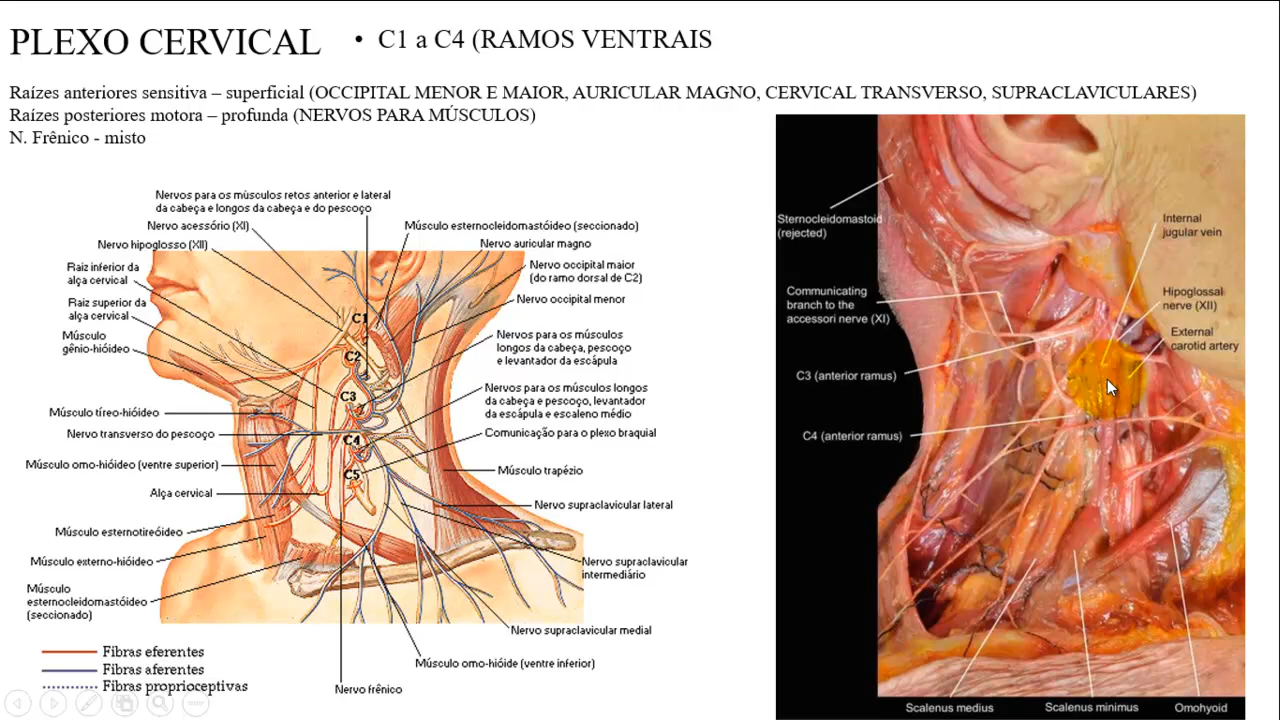 PLEXO CERVICAL
• C1 a C4 (RAMOS VENTRAIS
Raízes anteriores sensitiva – superficial (OCCIPITAL MENOR E MAIOR, AURICULAR MAGNO, CERVICAL TRANSVERSO, SUPRACLAVICULARES)
Raízes posteriores motora – profunda (NERVOS PARA MÚSCULOS)
N. Frênico - misto
Nervos para os músculos retos anterior e lateral
da cabeça e longos da cabeça e do pescoço
Nervo acessório (XI)
Nervo hipoglosso (XII)
Raiz inferior da
alça cervical
Raiz superior da
alça cervical
Músculo
gênio-hióideo
Músculo tíreo-hióideo
Nervo transverso do pescoço
Músculo omo-hióideo (ventre superior)
Alça cervical
Músculo esternotireóideo
Músculo esterno-hióideo
Músculo
esternocleidomastóideo
(seccionado)
C1
C2
C3
C4
C5
Músculo esternocleidomastóideo (seccionado)
Nervo auricular magno
Nervo occipital maior
(do ramo dorsal de C2)
Nervo occipital menor
Nervos para os músculos
longos da cabeça, pescoço
e levantador da escápula
Nervos para os músculos longos
da cabeça e pescoço, levantador
da escápula e escaleno médio
Comunicação para o plexo braquial
Músculo trapézio
Nervo supraclavicular lateral
Nervo supraclavicular
intermediário
Nervo supraclavicular medial
Músculo omo-hióide (ventre inferior)
Nervo frênico
Fibras eferentes
Fibras aferentes
Fibras proprioceptivas
Sternocleidomastoid
(rejected)
Communicating
branch to the
accessori nerve (XI)
C3 (anterior ramus)
C4 (anterior ramus)
Internal
jugular vein
Hipoglossal
nerve (XII)
External
carotid artery
Scalenus medius
Scalenus minimus
Omohyoid